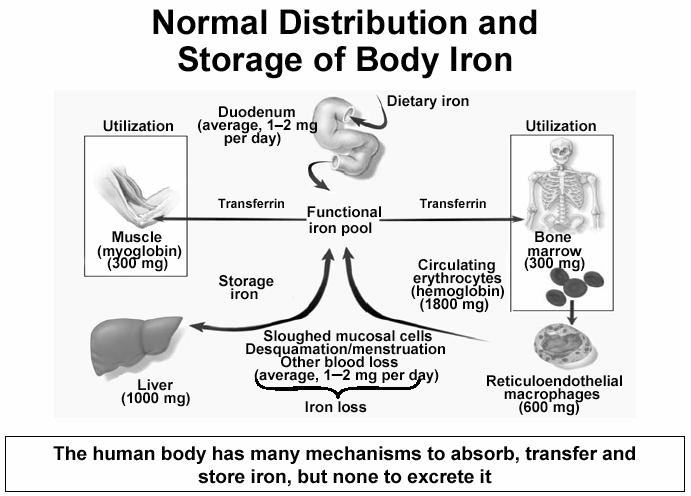 Normal Distribution and
Storage of Body Iron
Dietary iron
Duodenum
(average, 1–2 mg
per day)
Utilization
Utilization
Transferrin
Transferrin
Functional
iron pool
Muscle
(myoglobin)
(300 mg)
Bone
marrow
(300 mg)
Storage
iron
Circulating
erythrocytes
(hemoglobin)
(1800 mg)
Sloughed mucosal cells
Desquamation/menstruation
Other blood loss
(average, 1–2 mg per day)
Iron loss
Liver
(1000 mg)
Reticuloendothelial
macrophages
(600 mg)
The human body has many mechanisms to absorb, transfer and
store iron, but none to excrete it